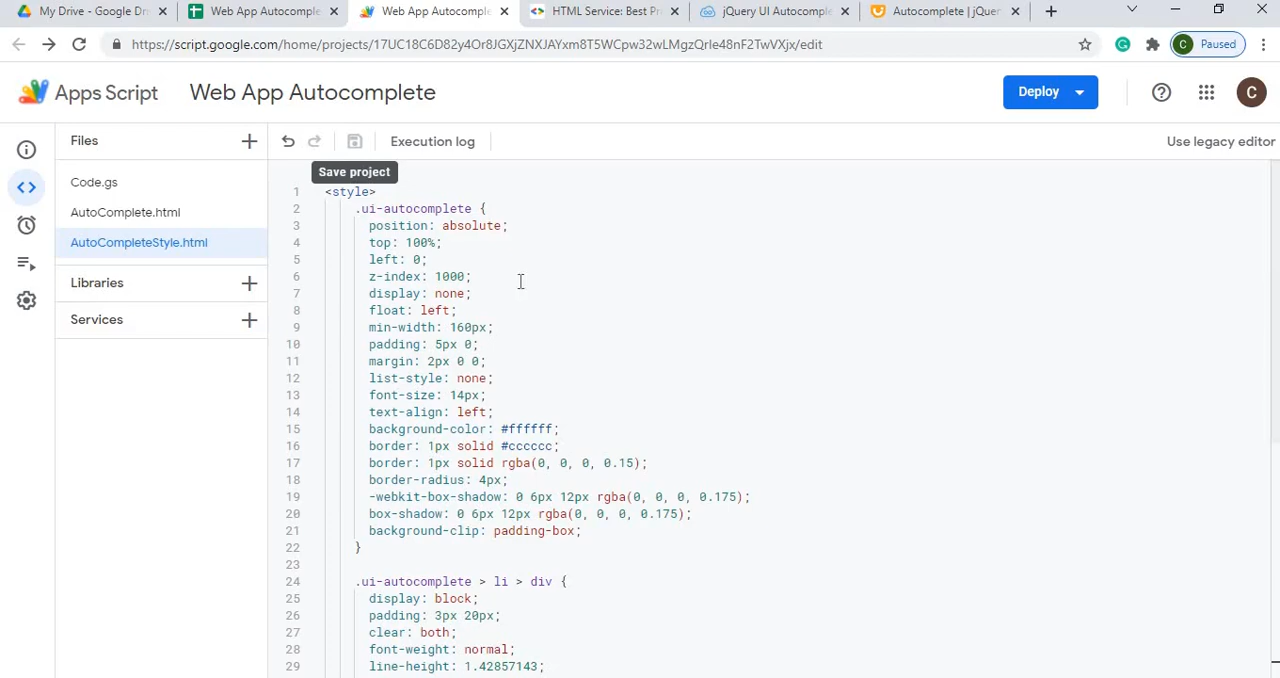 My Drive - Google Dr
Web App Autocomple
Web App Autocomple
HTML Service: Best Pr
jQuery UI Autocomple
Autocomplete | jQuer
https://script.google.com/home/projects/17UC18C6D82y4Ot8JGXjZNXJAYxm8T5WCpw32wLMgzQrIe48nF2TwVXjx/edit
C Paused
Apps Script
Web App Autocomplete
Deploy
C
Files
Execution log
Use legacy editor
Save project
Code.gs
AutoComplete.html
AutoCompleteStyle.html
Libraries
Services
1 <style>
2 .ui-autocomplete {
3 position: absolute;
4 top: 100%;
5 left: 0;
6 z-index: 1000;
7 display: none;
8 float: left;
9 min-width: 160px;
10 padding: 5px 0;
11 margin: 2px 0 0;
12 list-style: none;
13 font-size: 14px;
14 text-align: left;
15 background-color: #ffffff;
16 border: 1px solid #cccccc;
17 border: 1px solid rgba(0, 0, 0, 0.15);
18 border-radius: 4px;
19 -webkit-box-shadow: 0 6px 12px rgba(0, 0, 0, 0.175);
20 box-shadow: 0 6px 12px rgba(0, 0, 0, 0.175);
21 background-clip: padding-box;
22 }
23
24 .ui-autocomplete > li > div {
25 display: block;
26 padding: 3px 20px;
27 clear: both;
28 font-weight: normal;
29 line-height: 1.42857143;